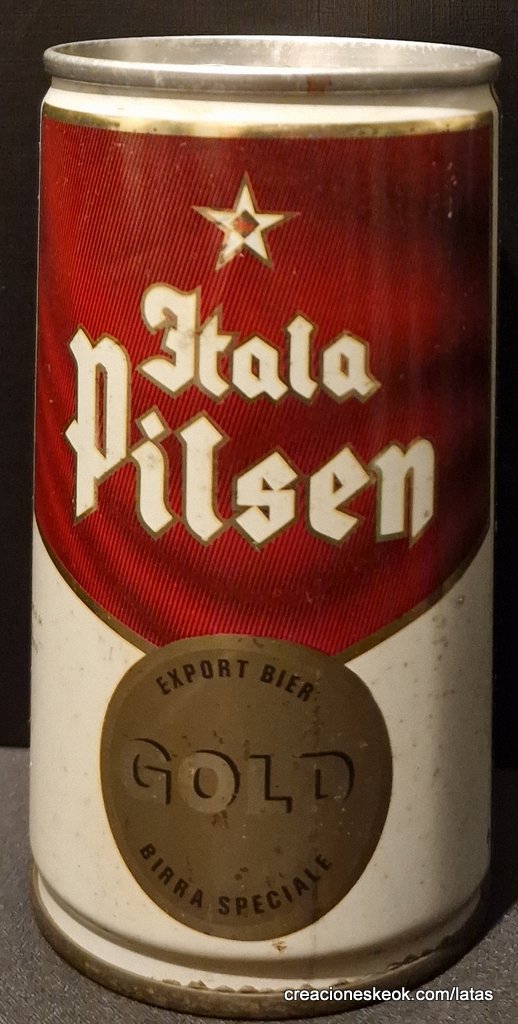 Itala
Pilsen
EXPORT BIER
GOLD
BIRRA SPECIALE
creacioneskeok.com/latas